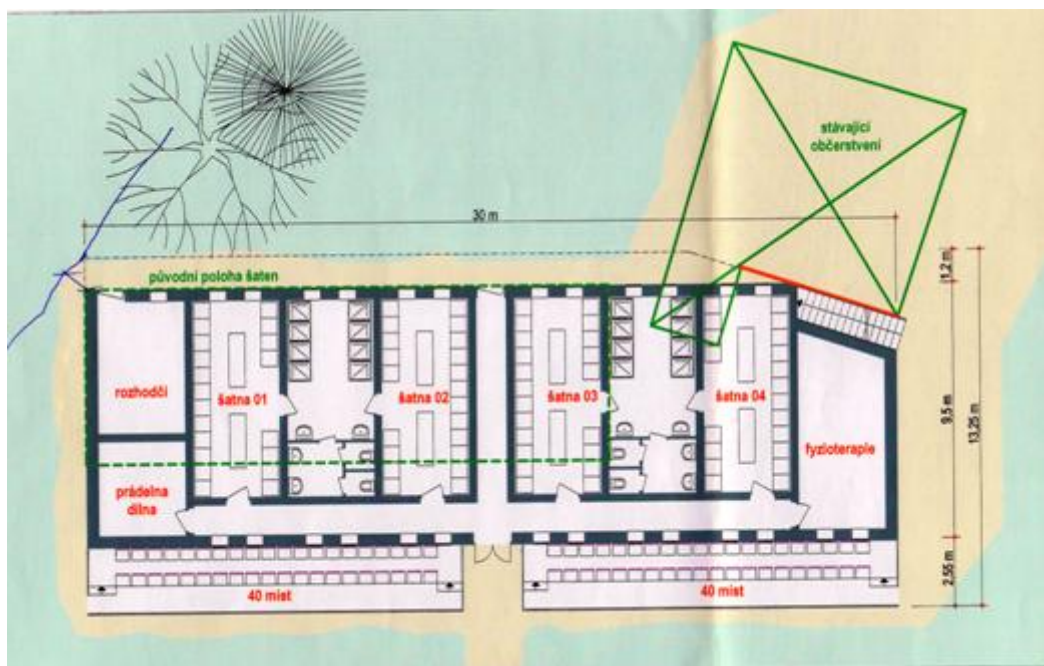 stávající
občerstvení
30 m
původní poloha šaten
1,2 m
rozhodčí
šatna 01
šatna 02
šatna 03
šatna 04
fyzioterapie
prádelna
dílna
9,5 m
13,25 m
2,55 m
40 míst
40 míst